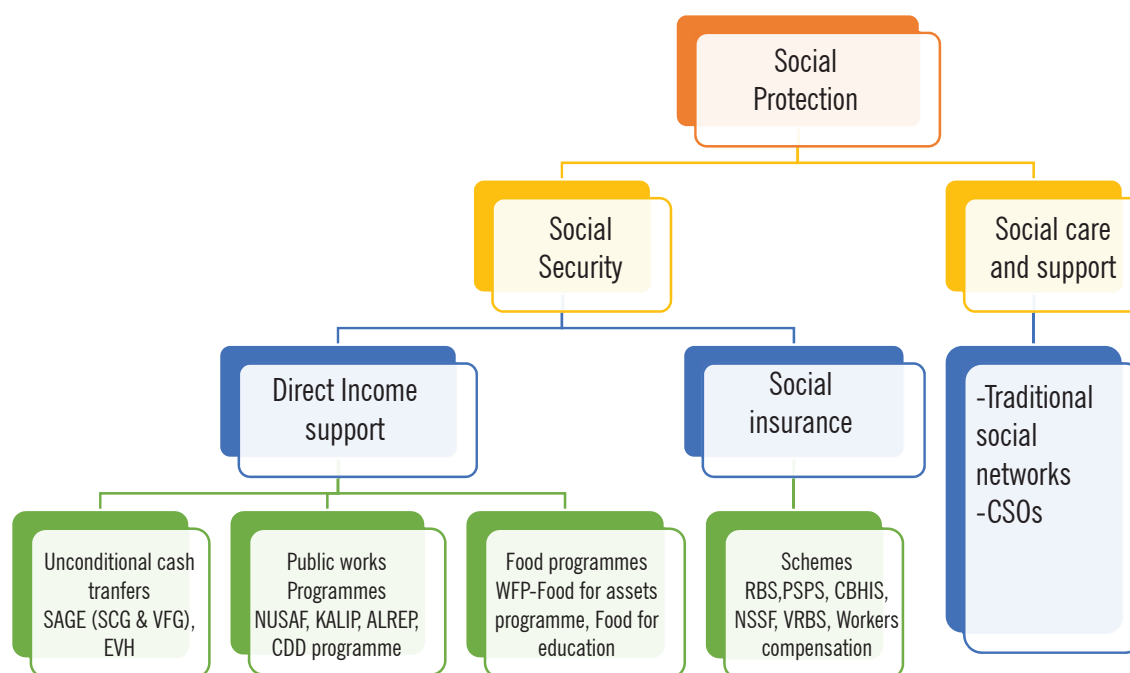 Social
Protection
Social
Security
Social care
and support
Direct Income
support
Social
insurance
-Traditional
social
networks
-CSOs
Unconditional cash
tranfers
SAGE (SCG & VFG),
EVH
Public works
Programmes
NUSAF, KALIP, ALREP,
CDD programme
Food programmes
WFP-Food for assets
programme, Food for
education
Schemes
RBS,PSPS, CBHIS,
NSSF, VRBS, Workers
compensation